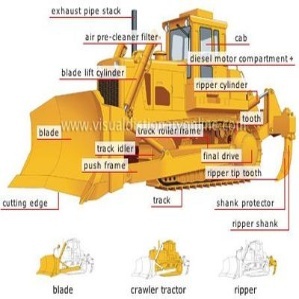 exhaust pipe stack
air pre-cleaner filter
cab
diesel motor compartment +
blade lift cylinder
ripper cylinder
tooth
blade
www.visualdictionaryonline.com
track roller frame
track idler
final drive
push frame
ripper tip tooth
cutting edge
track
shank protector
ripper shank
blade
crawler tractor
ripper